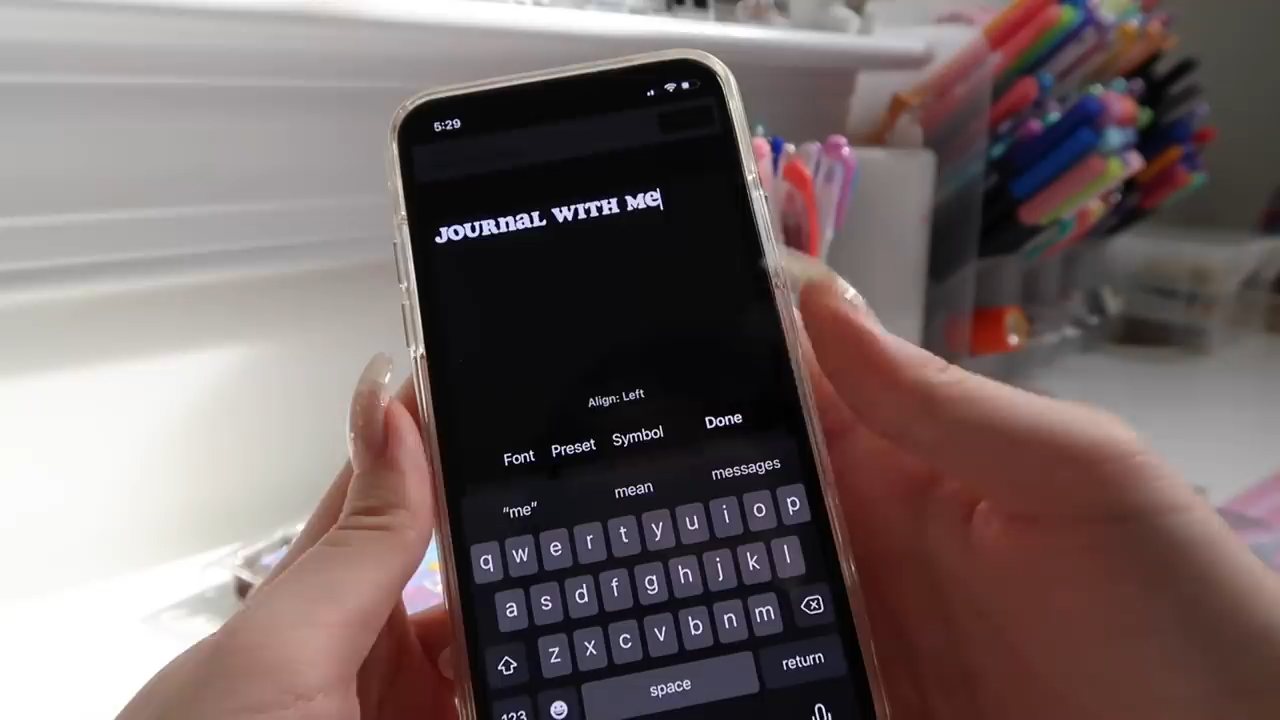 5:29
JOURNAL WITH ME
Align: Left
Font Preset Symbol Done
"me" mean messages
q w e r t y u i o p
a s d f g h j k l
z x c v b n m
123 space return